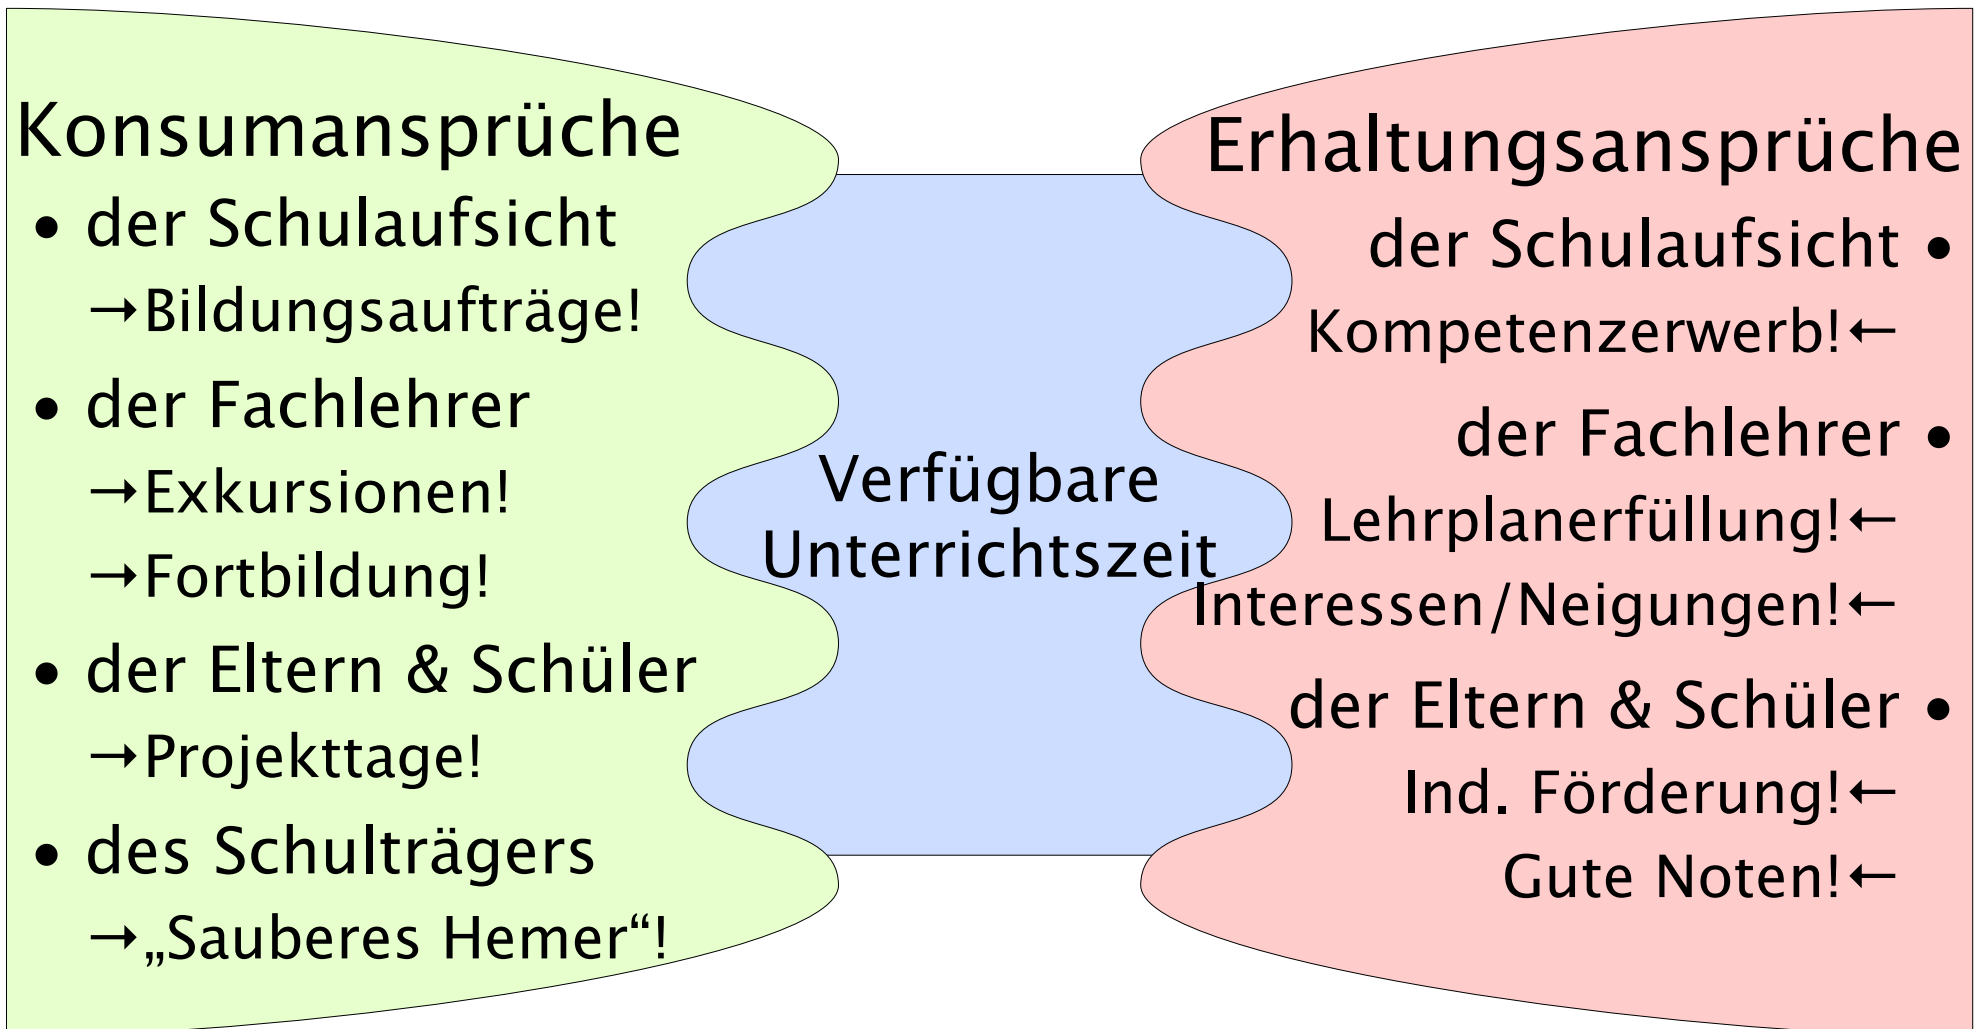 Konsumansprüche
• der Schulaufsicht
→Bildungsaufträge!
• der Fachlehrer
→Exkursionen!
→Fortbildung!
• der Eltern & Schüler
→Projekttage!
• des Schulträgers
→„Sauberes Hemer“!
Verfügbare
Unterrichtszeit
Erhaltungsansprüche
der Schulaufsicht •
Kompetenzerwerb!←
der Fachlehrer •
Lehrplanerfüllung!←
Interessen/Neigungen!←
der Eltern & Schüler •
Ind. Förderung!←
Gute Noten!←